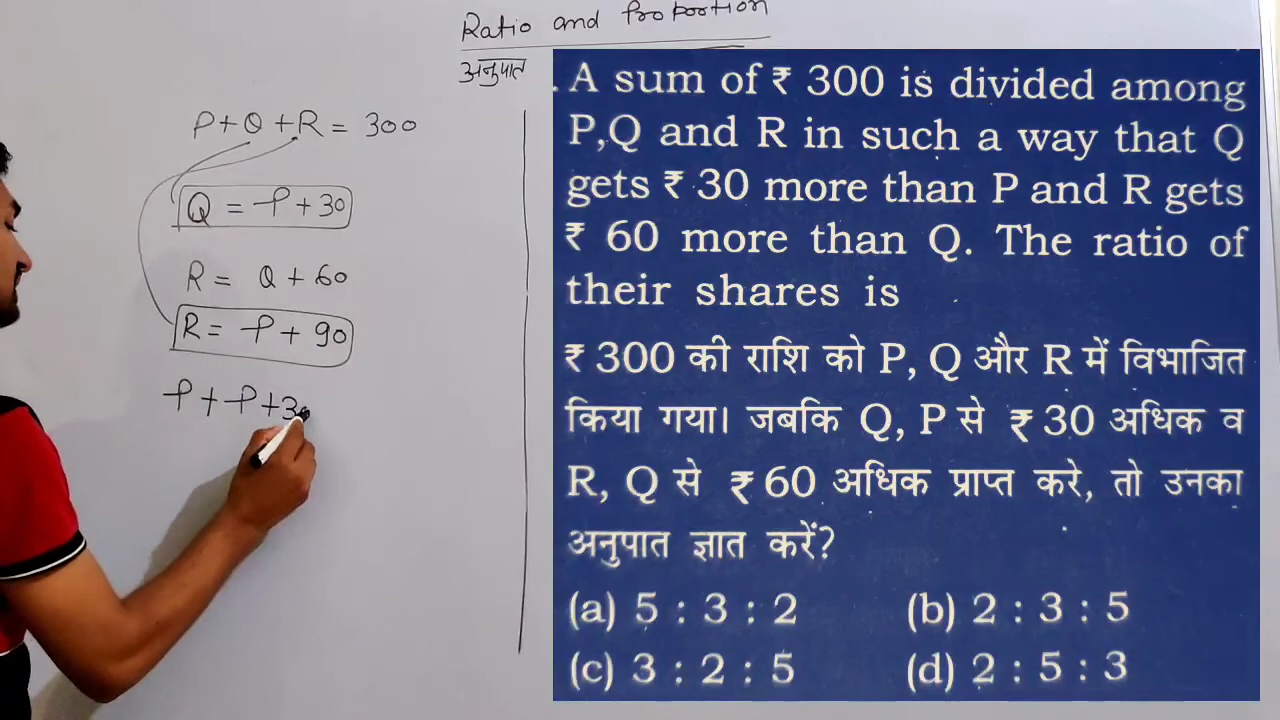 Ratio and Proportion
अनुपात
P+Q+R = 300
Q = P+30
R = Q+60
R = P+90
P+P+30
. A sum of ₹ 300 is divided among
P,Q and R in such a way that Q
gets ₹ 30 more than P and R gets
₹ 60 more than Q. The ratio of
their shares is
₹ 300 की राशि को P, Q और R में विभाजित
किया गया। जबकि Q, P से ₹ 30 अधिक व
R, Q से ₹ 60 अधिक प्राप्त करे, तो उनका
अनुपात ज्ञात करें?
(a) 5 : 3 : 2 (b) 2 : 3 : 5
(c) 3 : 2 : 5 (d) 2 : 5 : 3